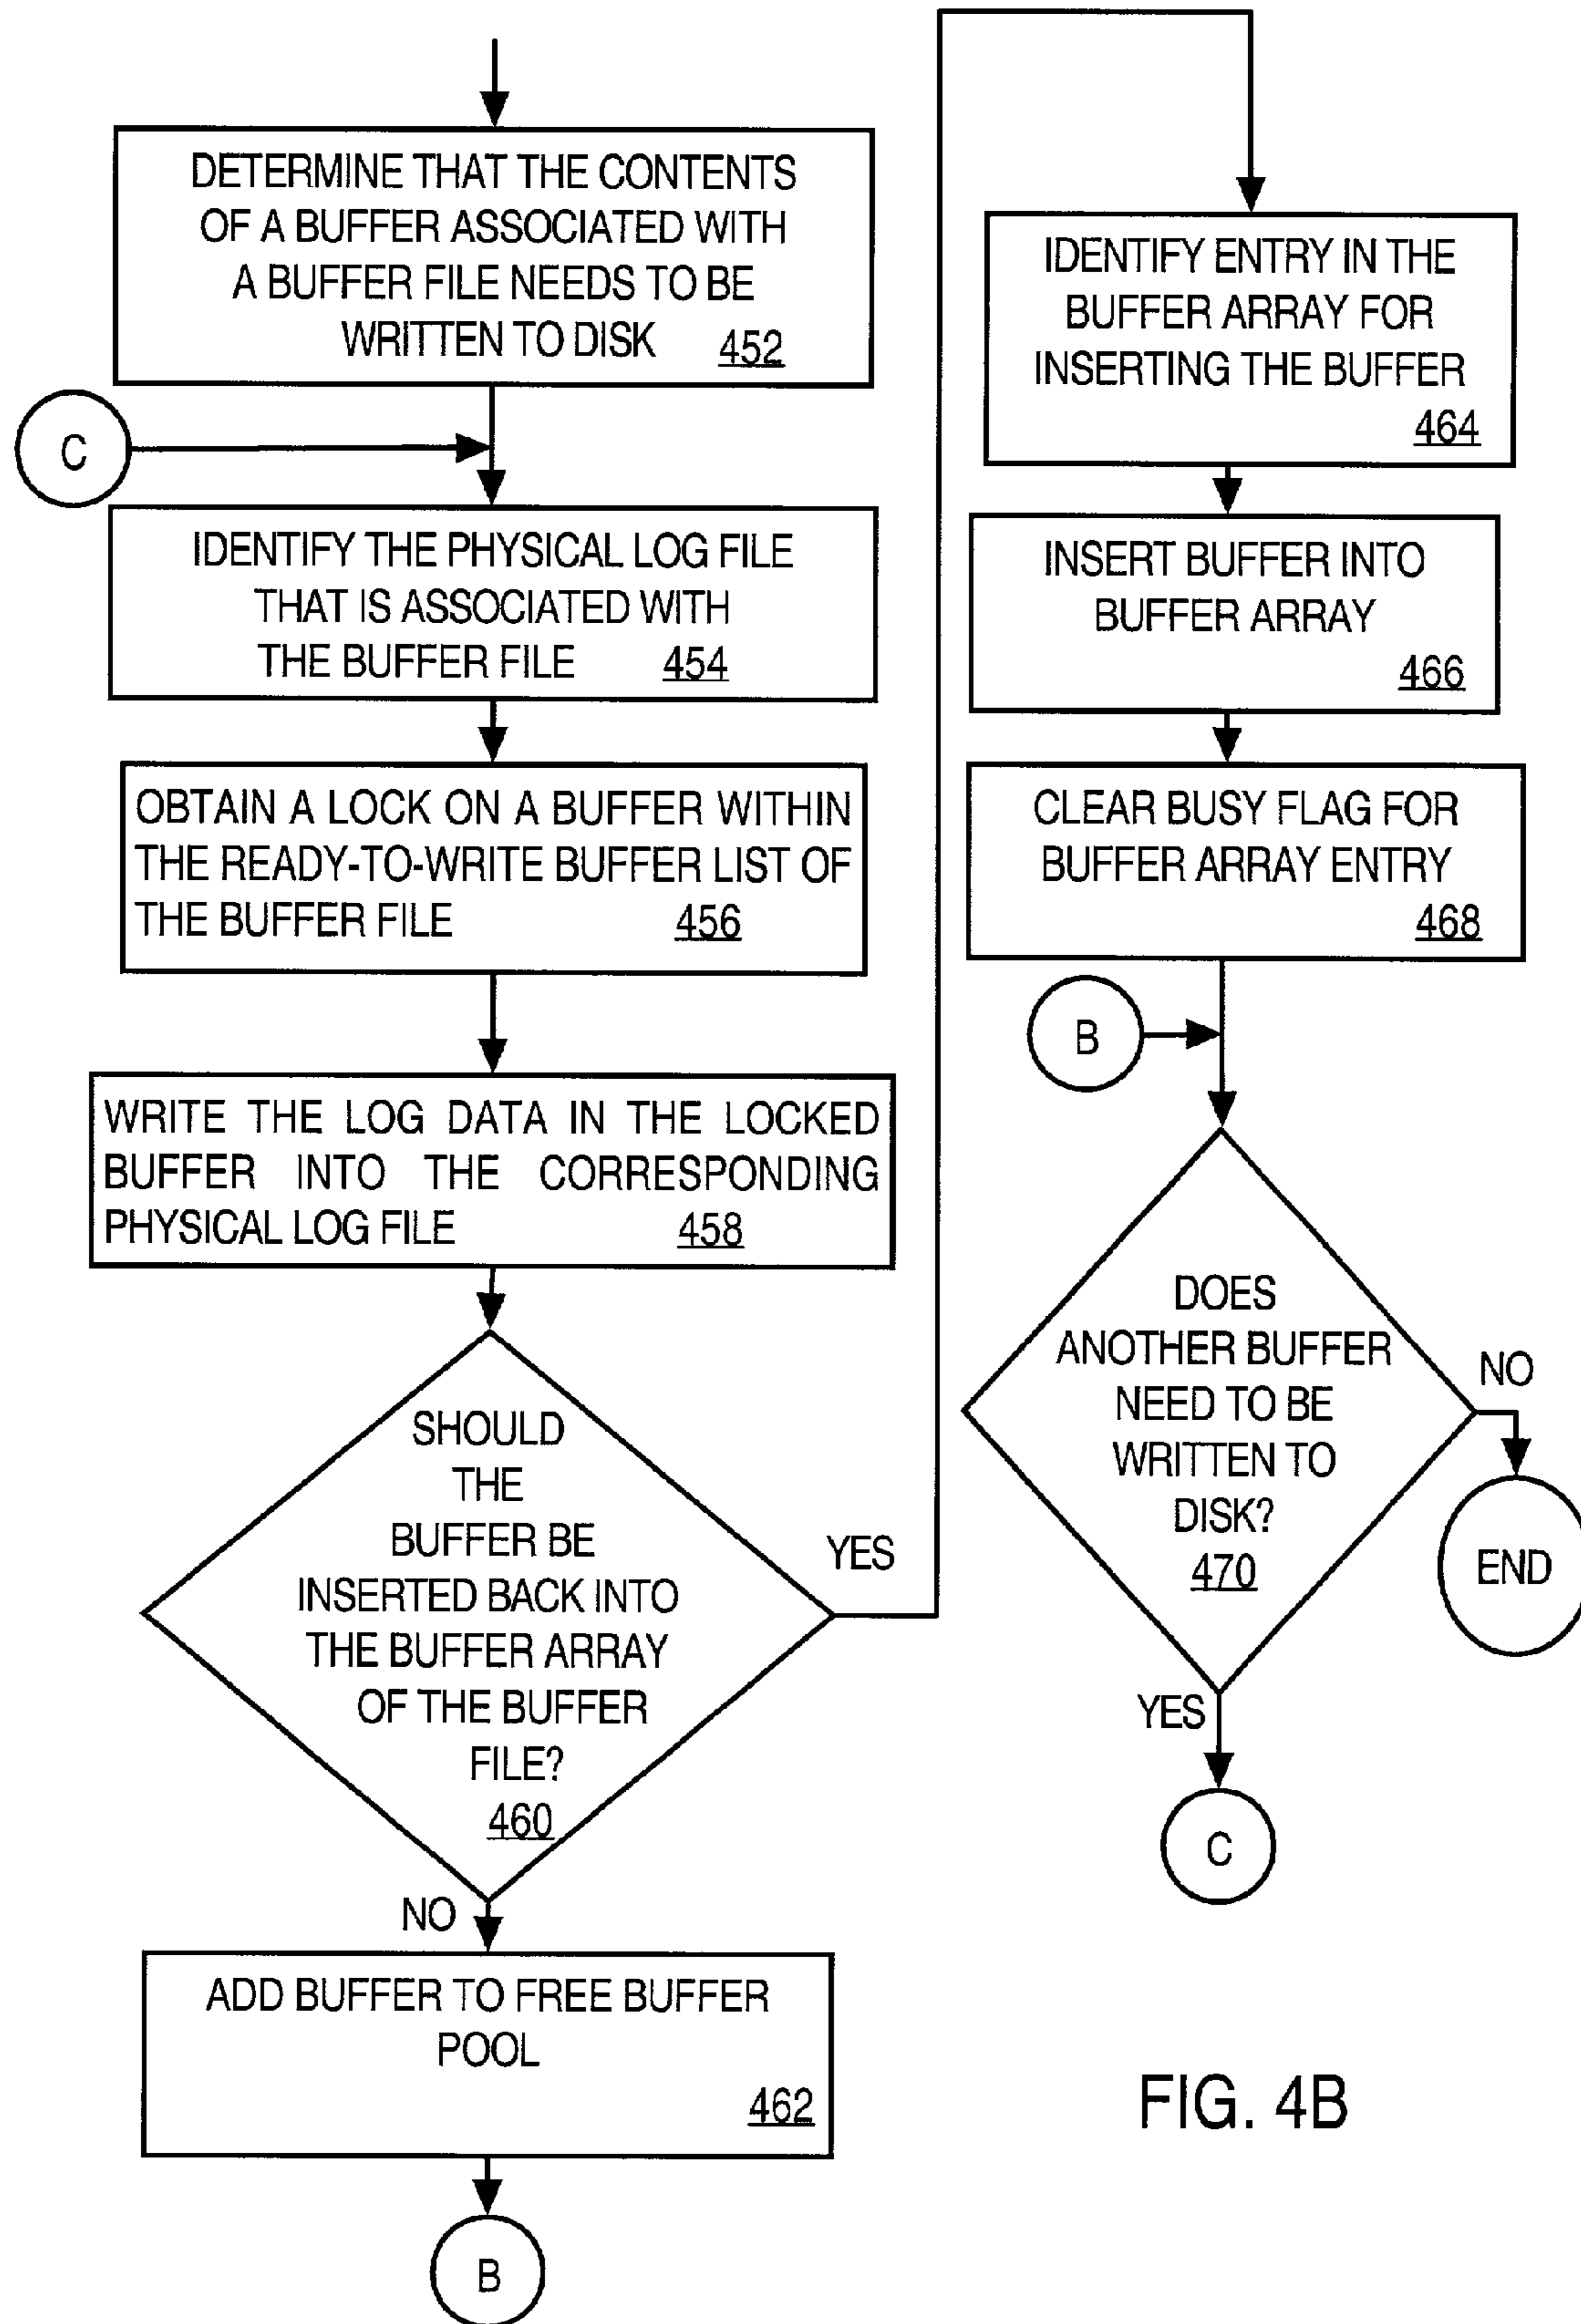 DETERMINE THAT THE CONTENTS
OF A BUFFER ASSOCIATED WITH
A BUFFER FILE NEEDS TO BE
WRITTEN TO DISK 452
C
IDENTIFY THE PHYSICAL LOG FILE
THAT IS ASSOCIATED WITH
THE BUFFER FILE 454
OBTAIN A LOCK ON A BUFFER WITHIN
THE READY-TO-WRITE BUFFER LIST OF
THE BUFFER FILE 456
WRITE THE LOG DATA IN THE LOCKED
BUFFER INTO THE CORRESPONDING
PHYSICAL LOG FILE 458
SHOULD
THE
BUFFER BE
INSERTED BACK INTO
THE BUFFER ARRAY
OF THE BUFFER
FILE?
460
YES
NO
ADD BUFFER TO FREE BUFFER
POOL
462
B
IDENTIFY ENTRY IN THE
BUFFER ARRAY FOR
INSERTING THE BUFFER
464
INSERT BUFFER INTO
BUFFER ARRAY
466
CLEAR BUSY FLAG FOR
BUFFER ARRAY ENTRY
468
B
DOES
ANOTHER BUFFER
NEED TO BE
WRITTEN TO
DISK?
470
NO
END
YES
C
FIG. 4B